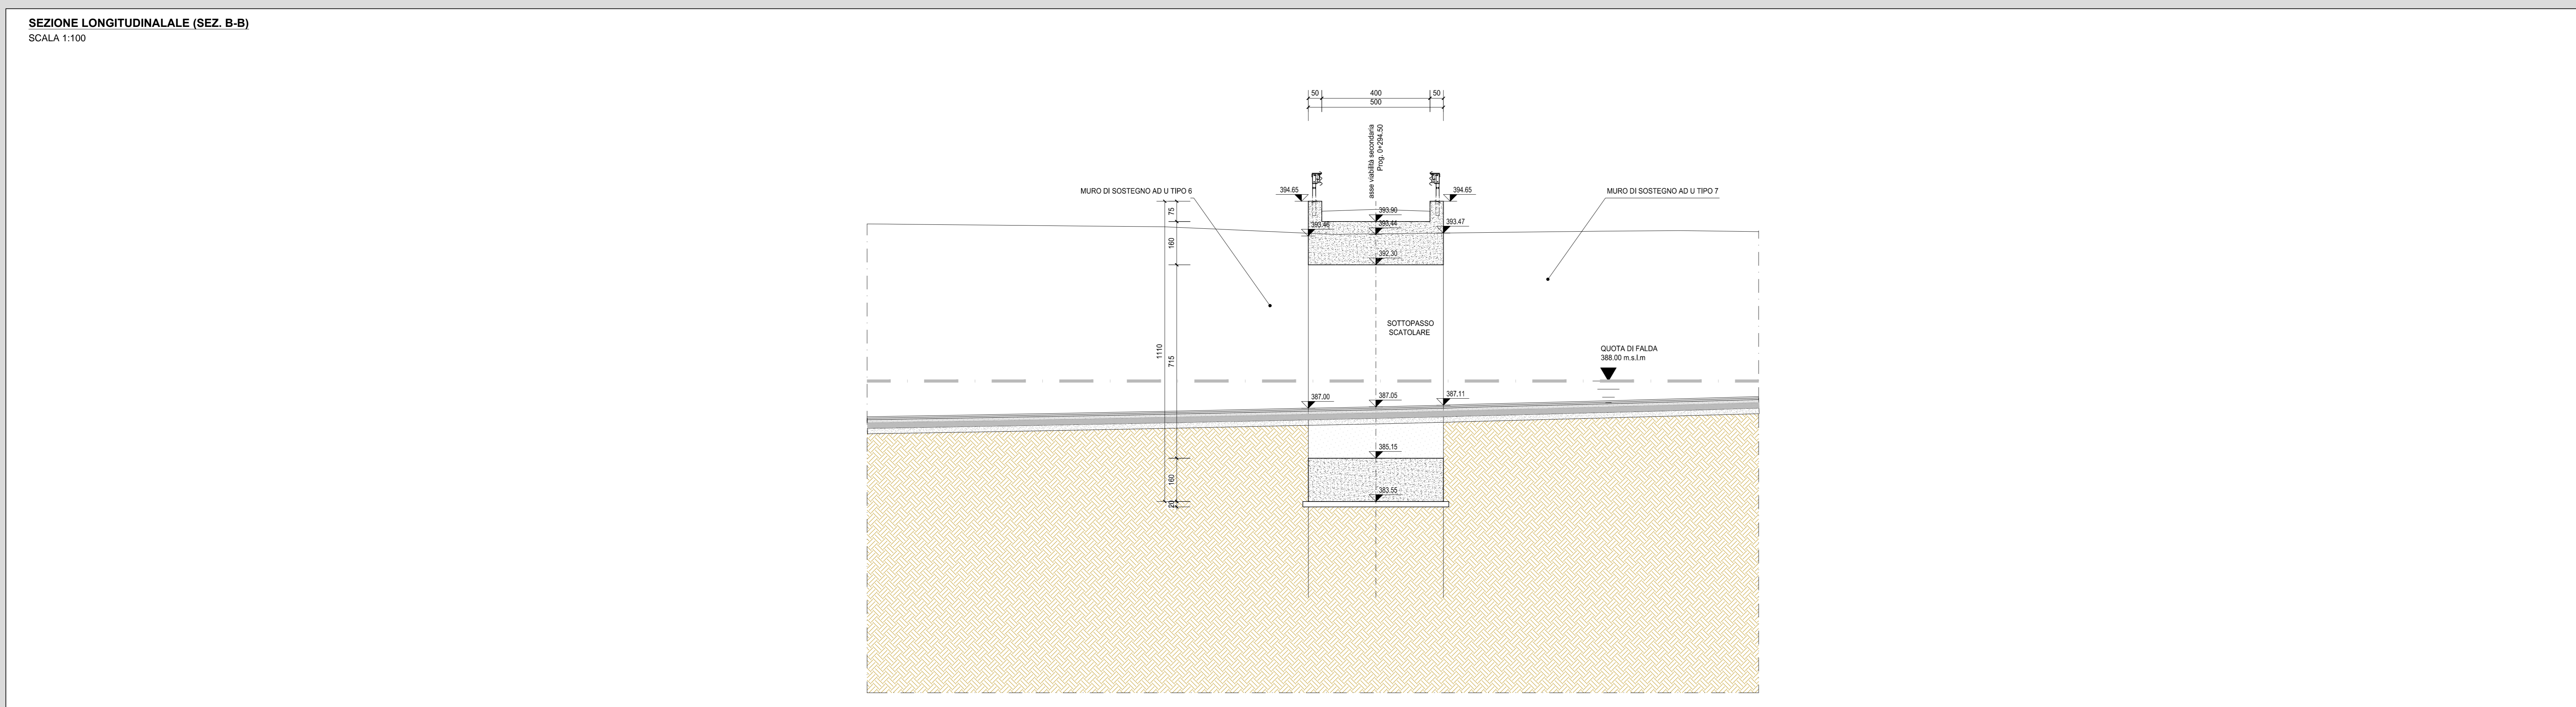 SEZIONE LONGITUDINALALE (SEZ. B-B)
SCALA 1:100
50
400
50
500
asse viabilità secondaria
Prog. 0+294.50
MURO DI SOSTEGNO AD U TIPO 6
394.65
394.65
MURO DI SOSTEGNO AD U TIPO 7
75
393.90
393.46
393.44
393.47
160
392.30
SOTTOPASSO
SCATOLARE
1110
715
QUOTA DI FALDA
388.00 m.s.l.m
387.00
387.05
387.11
385.15
160
383.55
20